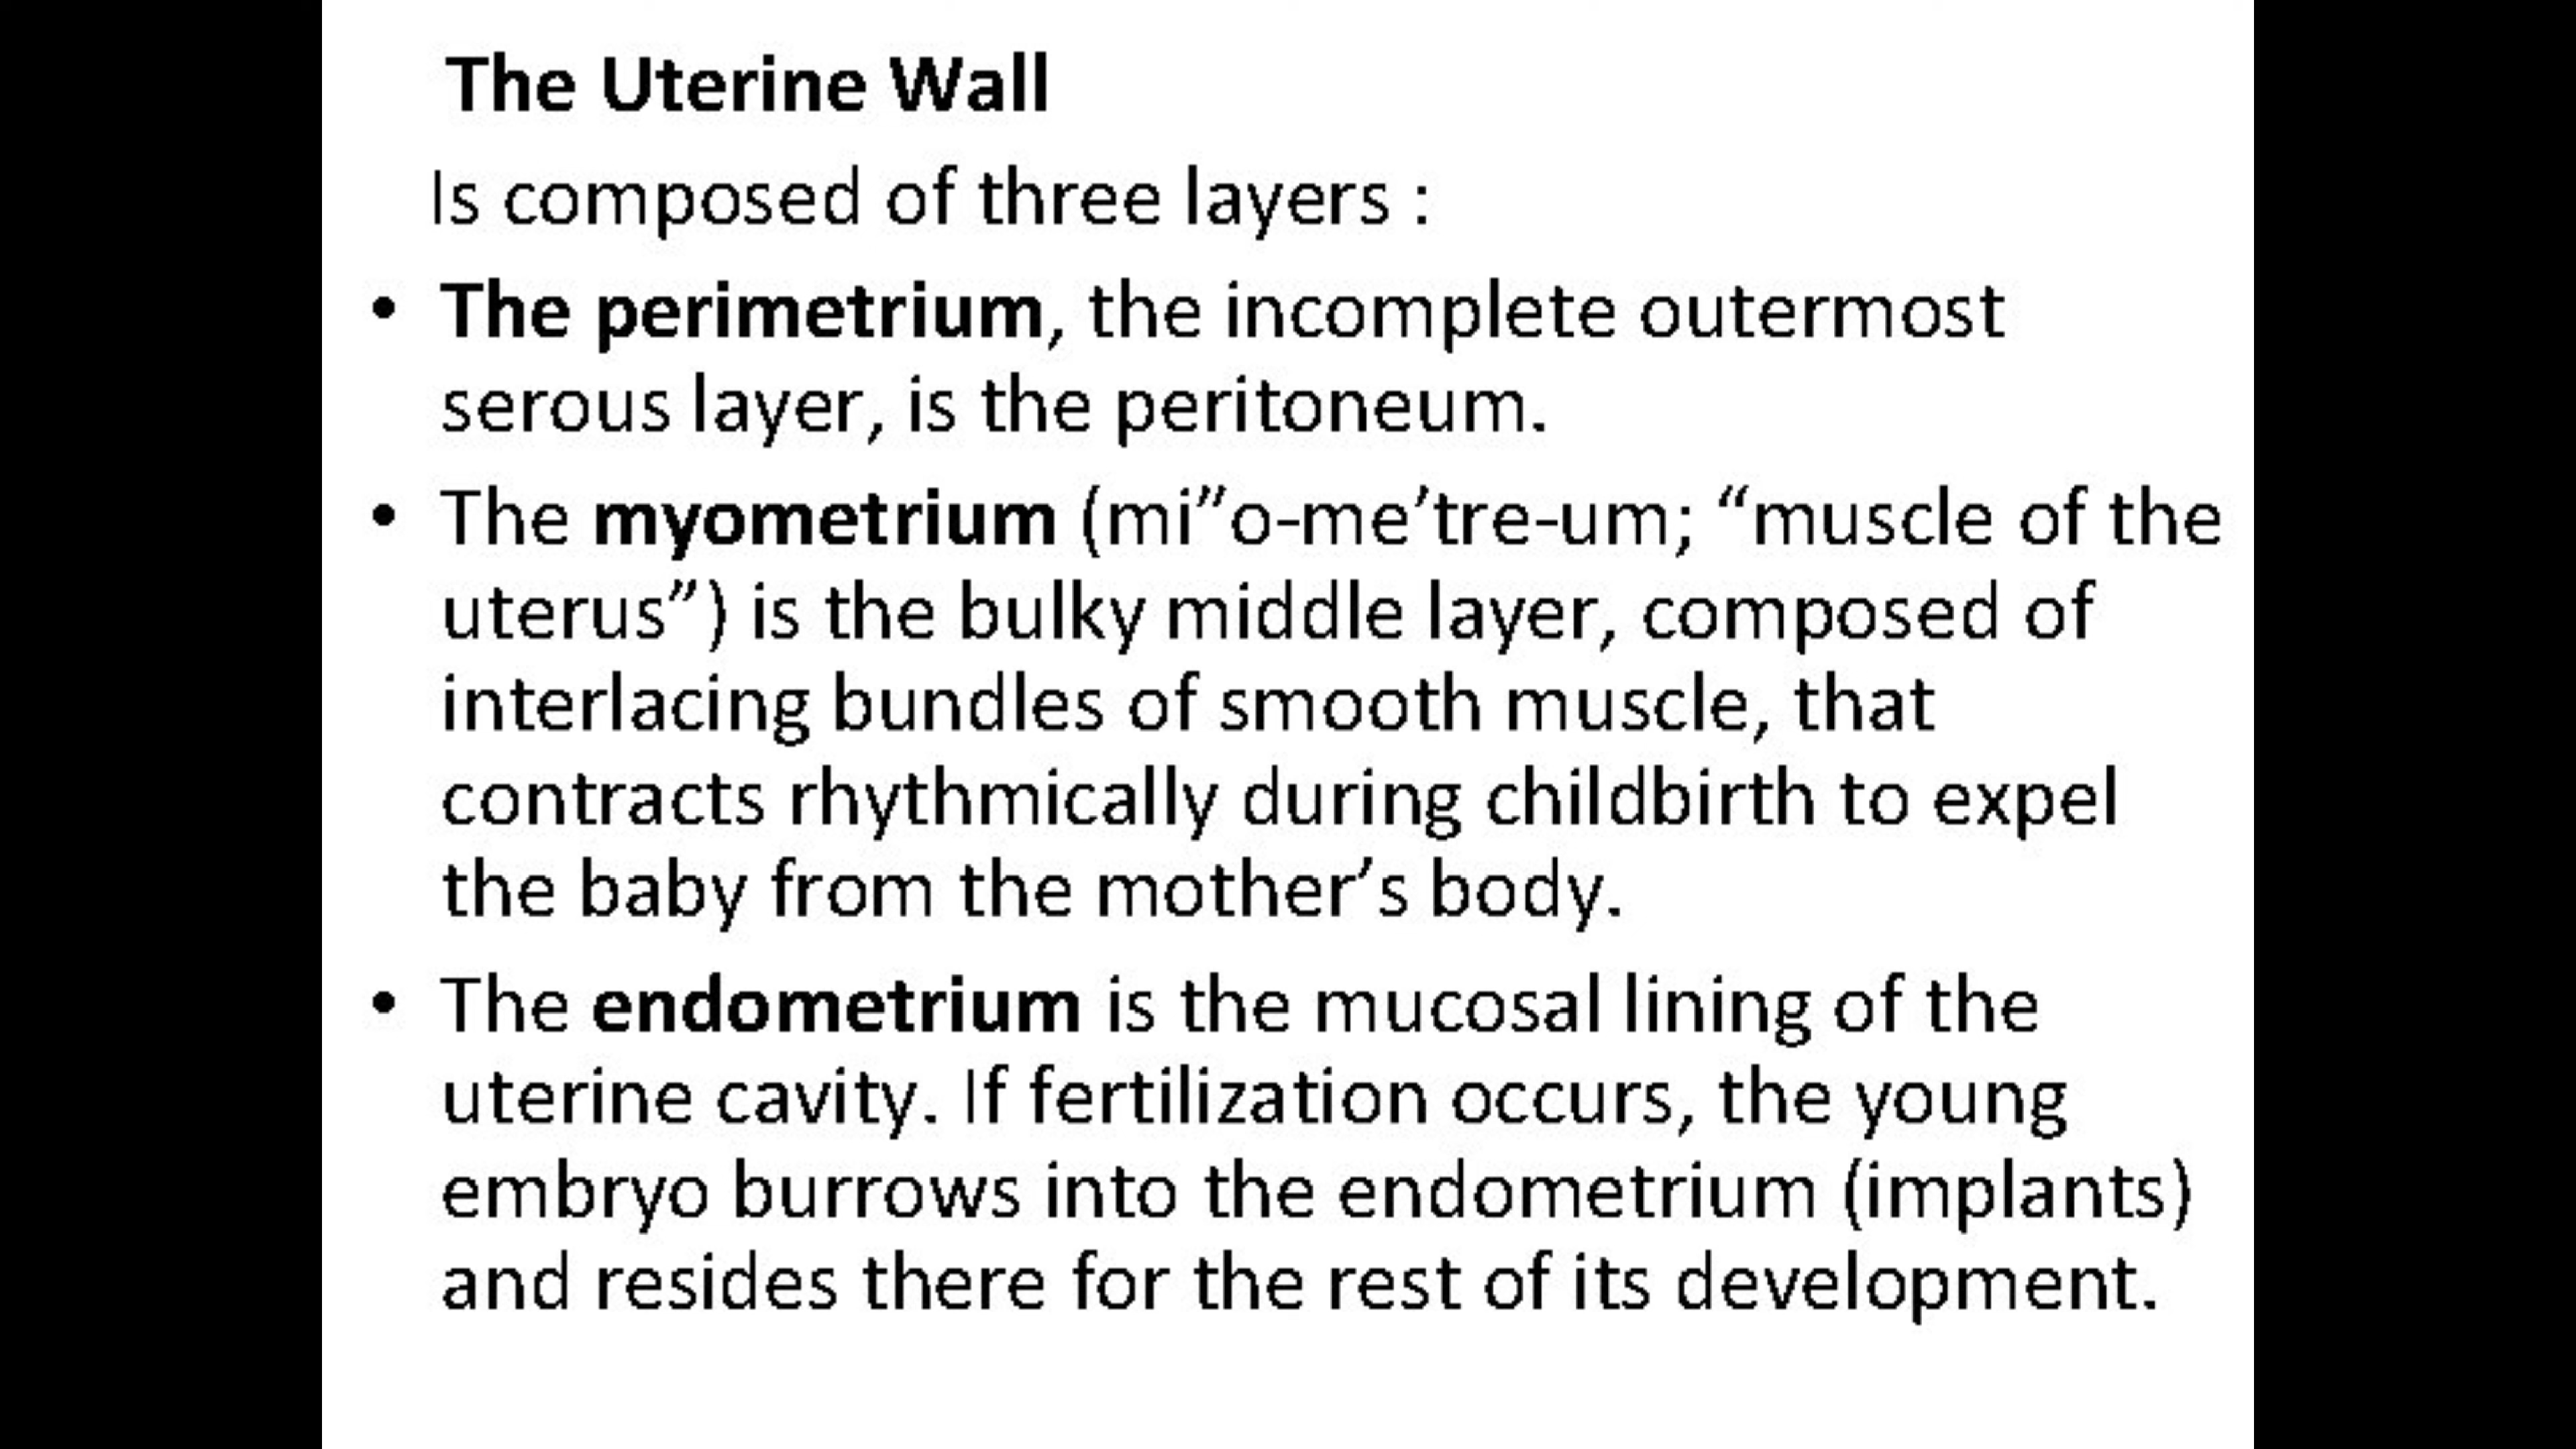 The Uterine Wall
Is composed of three layers :
• The perimetrium, the incomplete outermost
serous layer, is the peritoneum.
• The myometrium (mi”o-me’tre-um; “muscle of the
uterus”) is the bulky middle layer, composed of
interlacing bundles of smooth muscle, that
contracts rhythmically during childbirth to expel
the baby from the mother’s body.
• The endometrium is the mucosal lining of the
uterine cavity. If fertilization occurs, the young
embryo burrows into the endometrium (implants)
and resides there for the rest of its development.